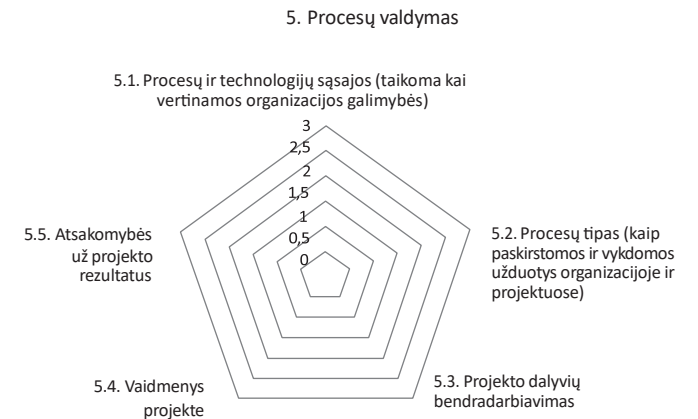 5. Procesų valdymas
5.1. Procesų ir technologijų sąsajos (taikoma kai
vertinamos organizacijos galimybės)
3
2,5
2
1,5
1
0,5
0
5.2. Procesų tipas (kaip
paskirstomos ir vykdomos
užduotys organizacijoje ir
projektuose)
5.3. Projekto dalyvių
bendradarbiavimas
5.4. Vaidmenys
projekte
5.5. Atsakomybės
už projekto
rezultatus